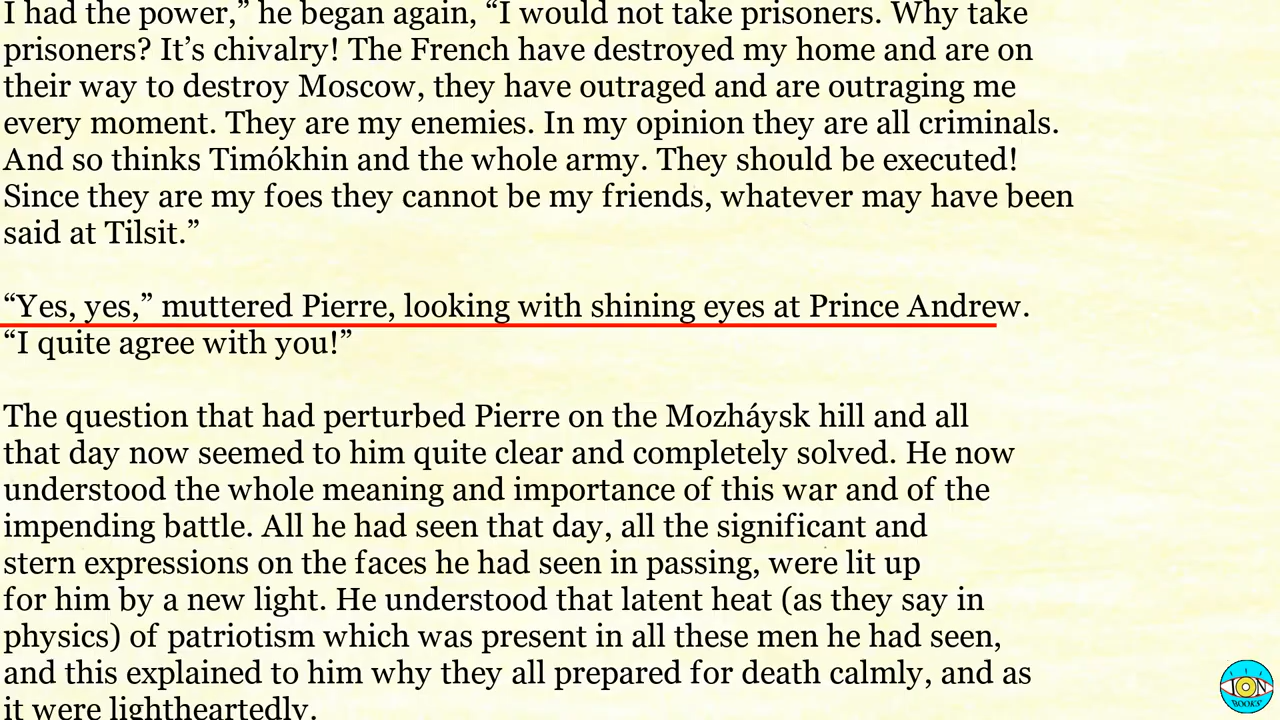 I had the power,” he began again, “I would not take prisoners. Why take
prisoners? It’s chivalry! The French have destroyed my home and are on
their way to destroy Moscow, they have outraged and are outraging me
every moment. They are my enemies. In my opinion they are all criminals.
And so thinks Timókhin and the whole army. They should be executed!
Since they are my foes they cannot be my friends, whatever may have been
said at Tilsit.”
“Yes, yes,” muttered Pierre, looking with shining eyes at Prince Andrew.
“I quite agree with you!”
The question that had perturbed Pierre on the Mozháysk hill and all
that day now seemed to him quite clear and completely solved. He now
understood the whole meaning and importance of this war and of the
impending battle. All he had seen that day, all the significant and
stern expressions on the faces he had seen in passing, were lit up
for him by a new light. He understood that latent heat (as they say in
physics) of patriotism which was present in all these men he had seen,
and this explained to him why they all prepared for death calmly, and as
it were lightheartedly.
ION
BOOKS